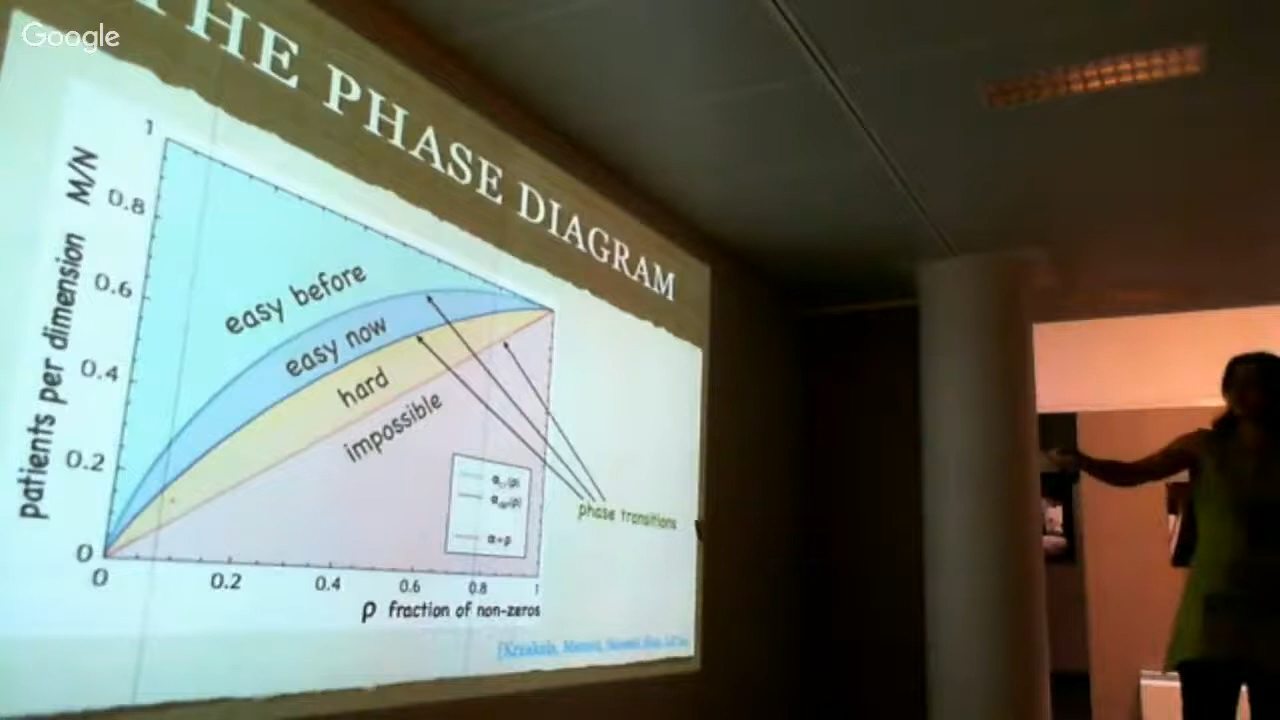 Google
THE PHASE DIAGRAM
patients per dimension M/N
1
0.8
0.6
0.4
0.2
0
easy before
easy now
hard
impossible
α=ρ
phase transitions
0
0.2
0.4
0.6
0.8
1
ρ fraction of non-zeros